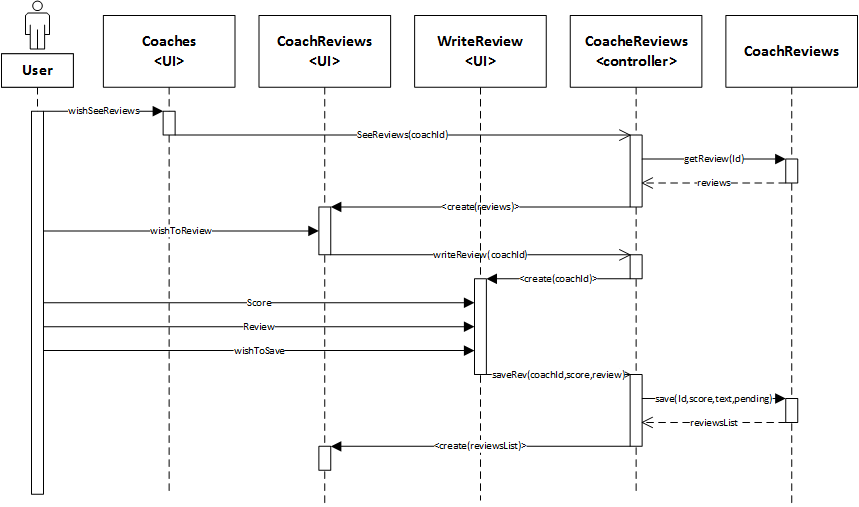 User
Coaches
<UI>
CoachReviews
<UI>
WriteReview
<UI>
CoacheReviews
<controller>
CoachReviews
wishSeeReviews
SeeReviews(coachId)
getReview(Id)
reviews
<create(reviews)>
wishToReview
writeReview(coachId)
<create(coachId)>
Score
Review
wishToSave
saveRev(coachId,score,review)
save(Id,score,text,pending)
reviewsList
<create(reviewsList)>